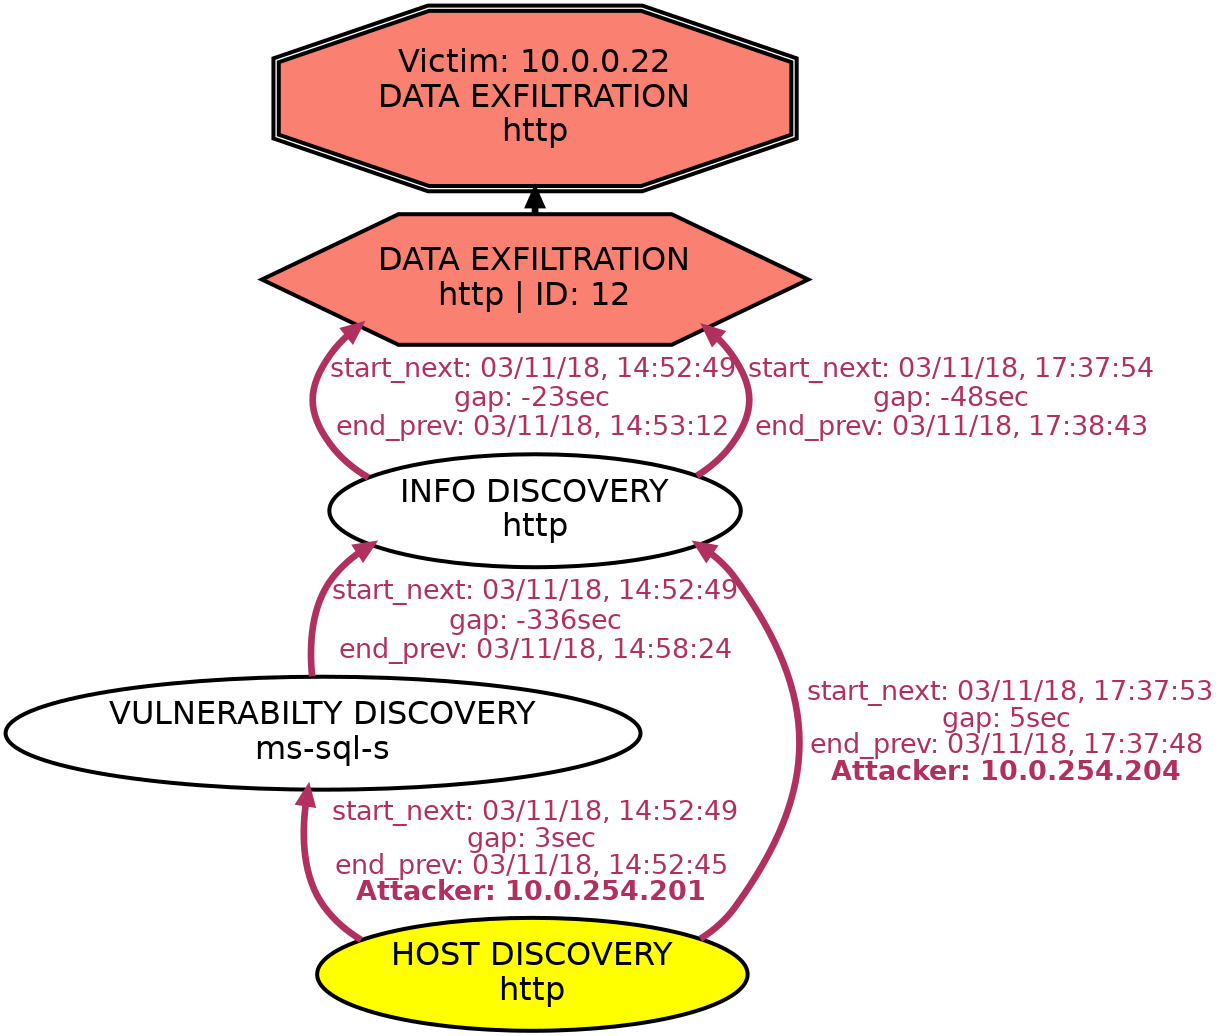 Victim: 10.0.0.22
DATA EXFILTRATION
http
DATA EXFILTRATION
http | ID: 12
start_next: 03/11/18, 14:52:49
gap: -23sec
end_prev: 03/11/18, 14:53:12
start_next: 03/11/18, 17:37:54
gap: -48sec
end_prev: 03/11/18, 17:38:43
INFO DISCOVERY
http
start_next: 03/11/18, 14:52:49
gap: -336sec
end_prev: 03/11/18, 14:58:24
start_next: 03/11/18, 17:37:53
gap: 5sec
end_prev: 03/11/18, 17:37:48
Attacker: 10.0.254.204
VULNERABILTY DISCOVERY
ms-sql-s
start_next: 03/11/18, 14:52:49
gap: 3sec
end_prev: 03/11/18, 14:52:45
Attacker: 10.0.254.201
HOST DISCOVERY
http